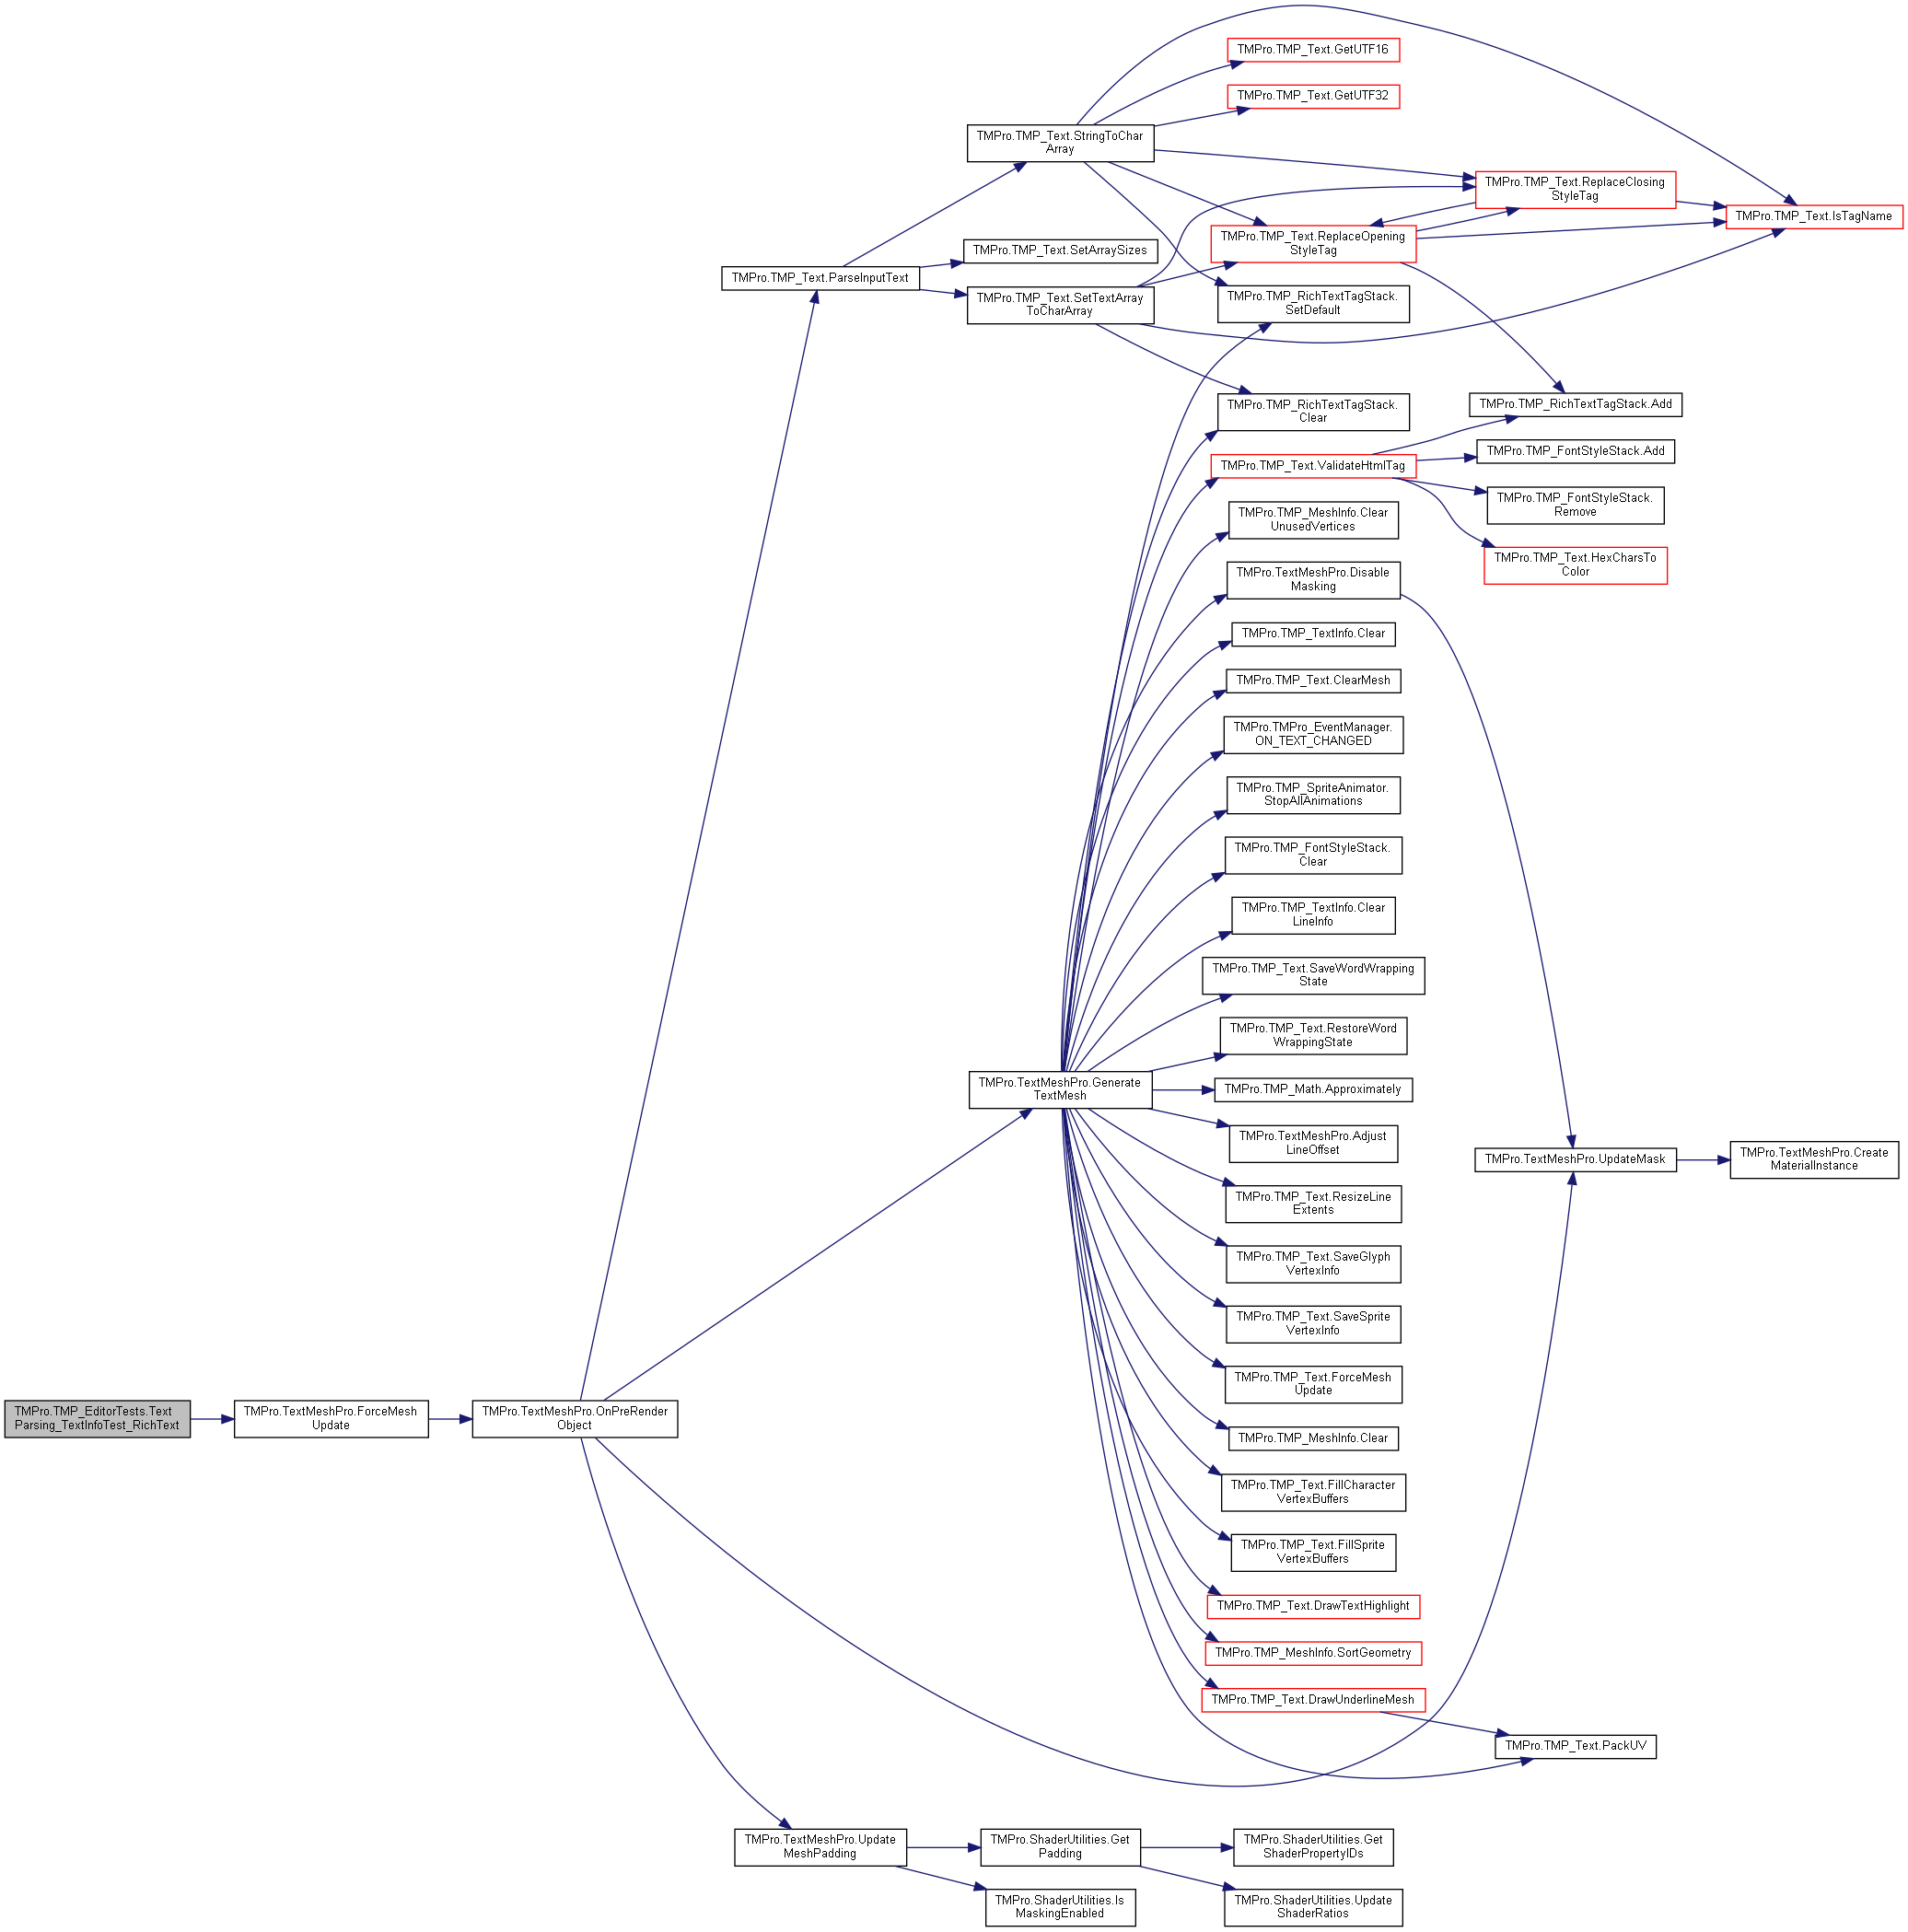 TMPro.TMP_EditorTests.Text
Parsing_TextInfoTest_RichText
TMPro.TextMeshPro.ForceMesh
Update
TMPro.TextMeshPro.OnPreRender
Object
TMPro.TMP_Text.ParseInputText
TMPro.TextMeshPro.Generate
TextMesh
TMPro.TextMeshPro.Update
MeshPadding
TMPro.TMP_Text.StringToChar
Array
TMPro.TMP_Text.SetArraySizes
TMPro.TMP_Text.SetTextArray
ToCharArray
TMPro.ShaderUtilities.Get
Padding
TMPro.ShaderUtilities.Is
MaskingEnabled
TMPro.TMP_Text.GetUTF16
TMPro.TMP_Text.GetUTF32
TMPro.TMP_Text.ReplaceOpening
StyleTag
TMPro.TMP_RichTextTagStack.
SetDefault
TMPro.TMP_RichTextTagStack.
Clear
TMPro.TMP_Text.ValidateHtmlTag
TMPro.TMP_MeshInfo.Clear
UnusedVertices
TMPro.TextMeshPro.Disable
Masking
TMPro.TMP_TextInfo.Clear
TMPro.TMP_Text.ClearMesh
TMPro.TMPro_EventManager.
ON_TEXT_CHANGED
TMPro.TMP_SpriteAnimator.
StopAllAnimations
TMPro.TMP_FontStyleStack.
Clear
TMPro.TMP_TextInfo.Clear
LineInfo
TMPro.TMP_Text.SaveWordWrapping
State
TMPro.TMP_Text.RestoreWord
WrappingState
TMPro.TMP_Math.Approximately
TMPro.TextMeshPro.Adjust
LineOffset
TMPro.TMP_Text.ResizeLine
Extents
TMPro.TMP_Text.SaveGlyph
VertexInfo
TMPro.TMP_Text.SaveSprite
VertexInfo
TMPro.TMP_Text.ForceMesh
Update
TMPro.TMP_MeshInfo.Clear
TMPro.TMP_Text.FillCharacter
VertexBuffers
TMPro.TMP_Text.FillSprite
VertexBuffers
TMPro.TMP_Text.DrawTextHighlight
TMPro.TMP_MeshInfo.SortGeometry
TMPro.TMP_Text.DrawUnderlineMesh
TMPro.ShaderUtilities.Get
ShaderPropertyIDs
TMPro.ShaderUtilities.Update
ShaderRatios
TMPro.TMP_Text.ReplaceClosing
StyleTag
TMPro.TMP_RichTextTagStack.Add
TMPro.TMP_FontStyleStack.Add
TMPro.TMP_FontStyleStack.
Remove
TMPro.TMP_Text.HexCharsTo
Color
TMPro.TextMeshPro.UpdateMask
TMPro.TMP_Text.PackUV
TMPro.TMP_Text.IsTagName
TMPro.TextMeshPro.Create
MaterialInstance